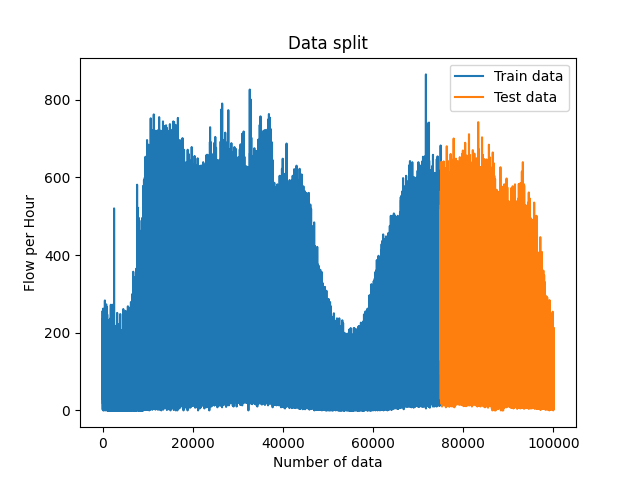 Data split
Train data
Test data
800
600
400
200
0
Flow per Hour
0 20000 40000 60000 80000 100000
Number of data